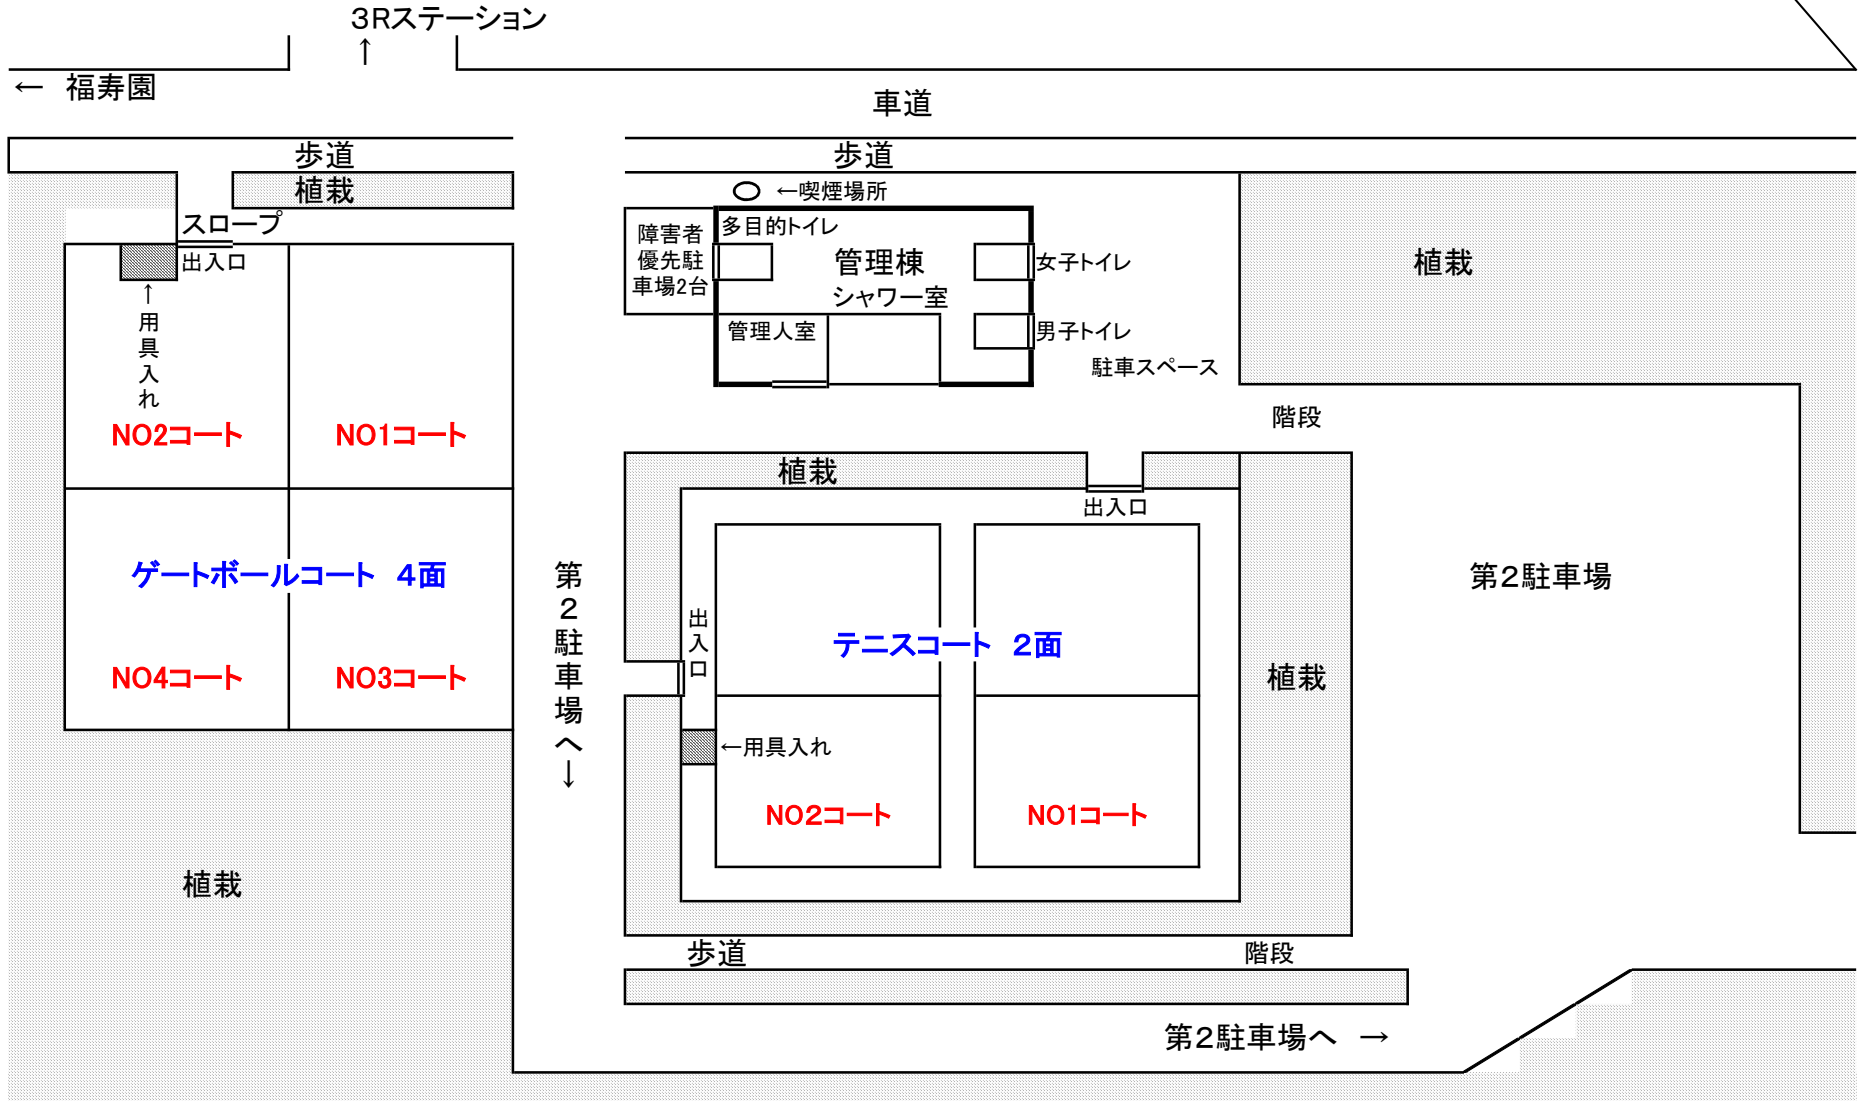 3Rステーション
↑
← 福寿園
車道
歩道
歩道
植栽
←喫煙場所
スロープ
出入口
↑
用具入れ
障害者
優先駐
車場2台
多目的トイレ
管理棟
シャワー室
管理人室
女子トイレ
男子トイレ
駐車スペース
植栽
階段
NO2コート
NO1コート
ゲートボールコート 4面
NO4コート
NO3コート
植栽
第2駐車場へ↓
植栽
出入口
出入口
テニスコート 2面
←用具入れ
NO2コート
NO1コート
植栽
第2駐車場
歩道
階段
第2駐車場へ →